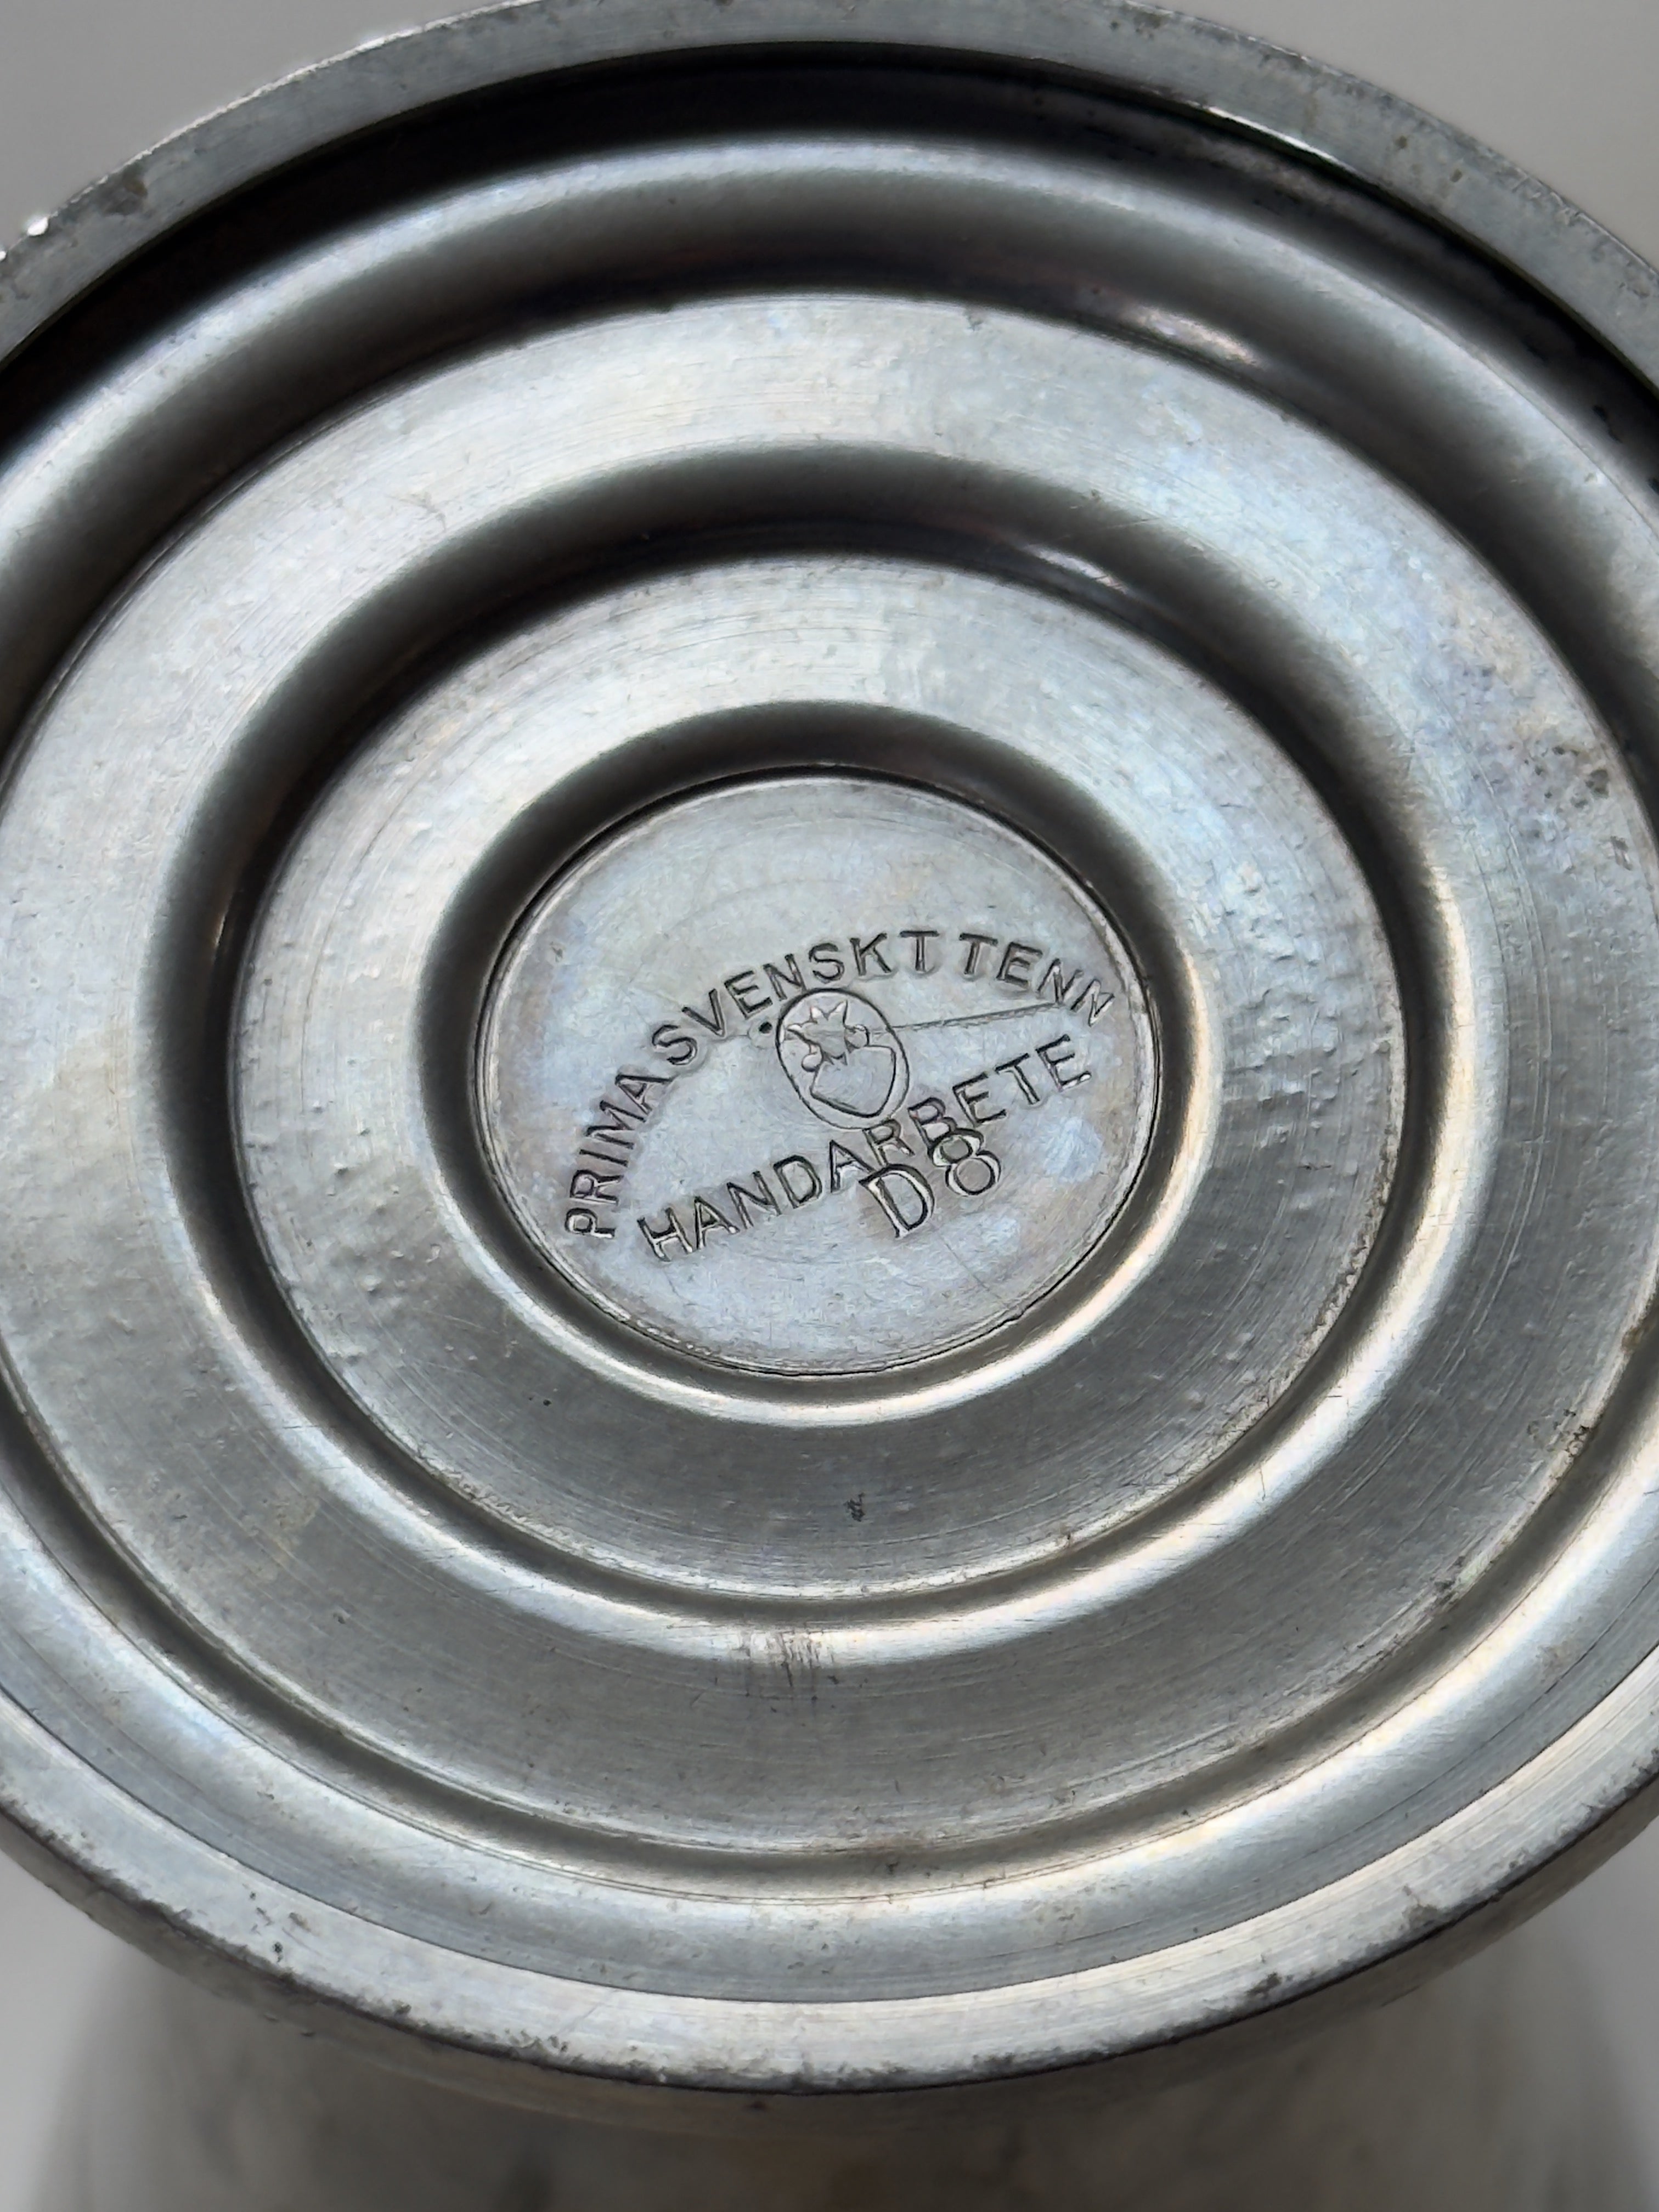 PRIMA SVENSKT TENN
HANDARBETE
D8